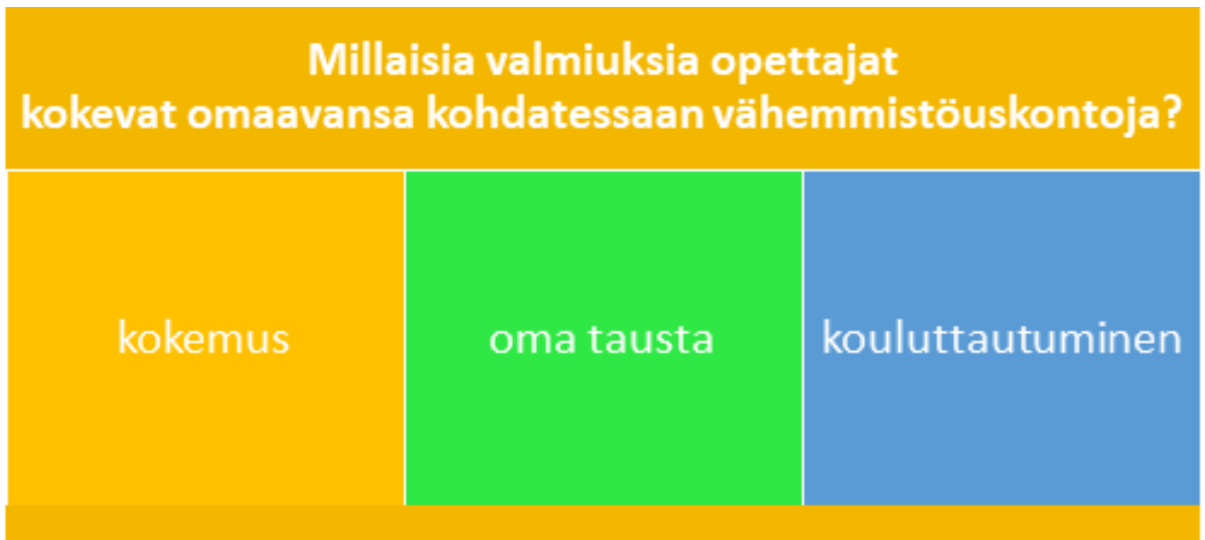 Millaisia valmiuksia opettajat
kokevat omaavansa kohdatessaan vähemmistöuskontoja?
kokemus
oma tausta
kouluttautuminen